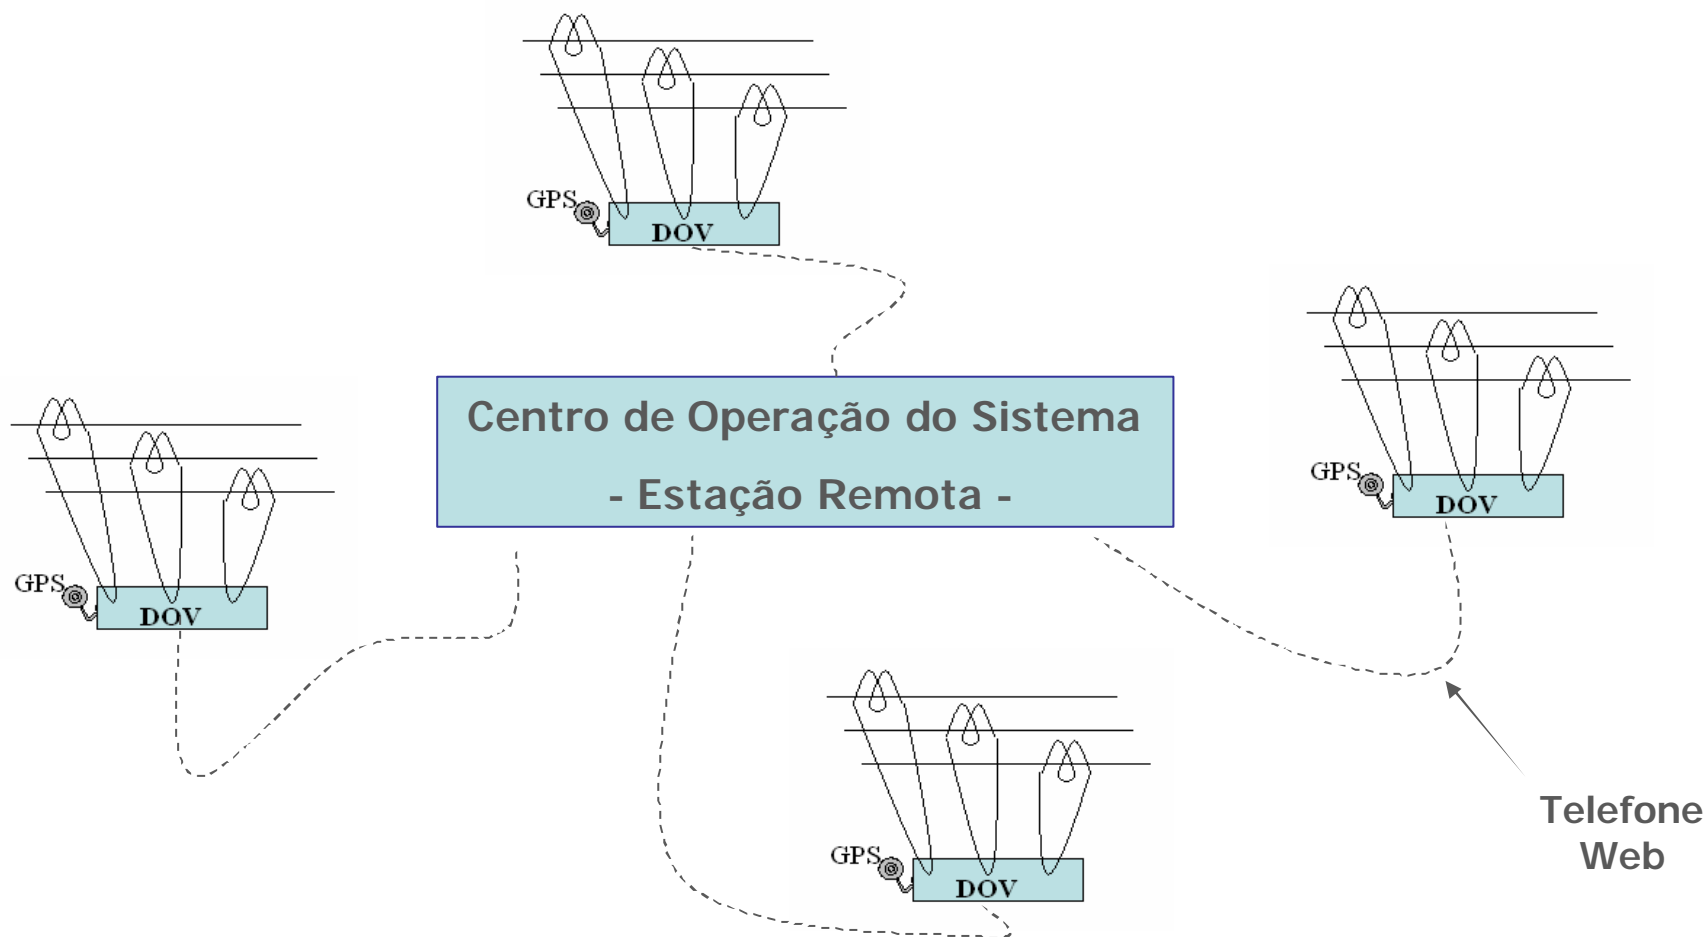 GPS
DOV
Centro de Operação do Sistema
- Estação Remota -
GPS
DOV
GPS
DOV
GPS
DOV
Telefone
Web